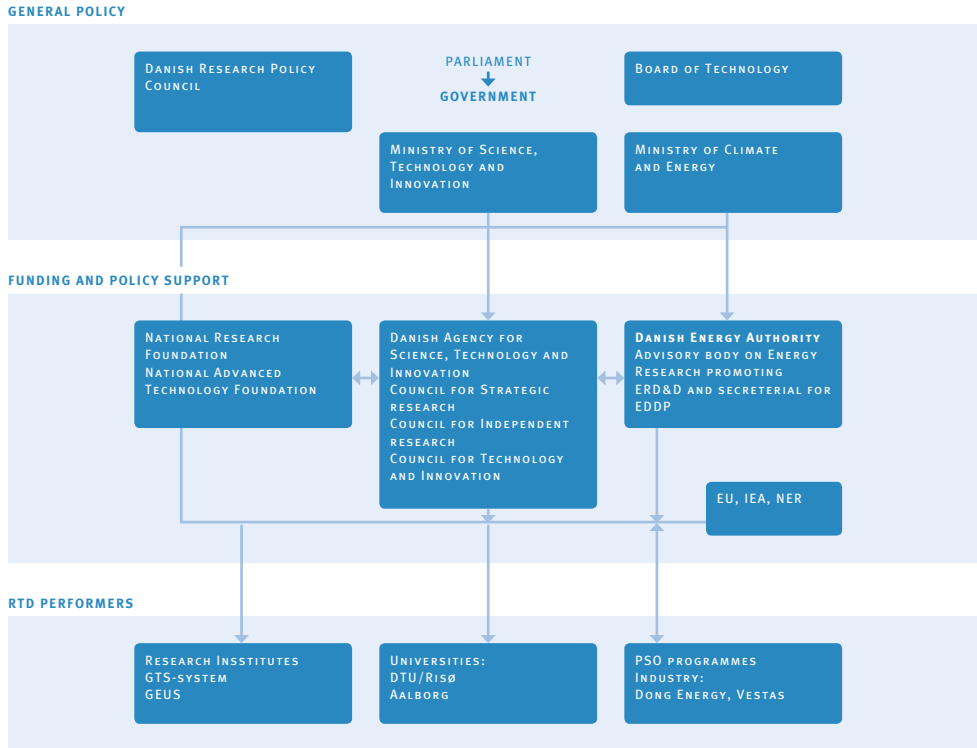 GENERAL POLICY
DANISH RESEARCH POLICY
COUNCIL
PARLIAMENT
GOVERNMENT
BOARD OF TECHNOLOGY
MINISTRY OF SCIENCE,
TECHNOLOGY AND
INNOVATION
MINISTRY OF CLIMATE
AND ENERGY
FUNDING AND POLICY SUPPORT
NATIONAL RESEARCH
FOUNDATION
NATIONAL ADVANCED
TECHNOLOGY FOUNDATION
DANISH AGENCY FOR
SCIENCE, TECHNOLOGY AND
INNOVATION
COUNCIL FOR STRATEGIC
RESEARCH
COUNCIL FOR INDEPENDENT
RESEARCH
COUNCIL FOR TECHNOLOGY
AND INNOVATION
DANISH ENERGY AUTHORITY
ADVISORY BODY ON ENERGY
RESEARCH PROMOTING
ERD&D AND SECRETERIAL FOR
EDDP
EU, IEA, NER
RTD PERFORMERS
RESEARCH INSSTITUTES
GTS-SYSTEM
GEUS
UNIVERSITIES:
DTU/RISØ
AALBORG
PSO PROGRAMMES
INDUSTRY:
DONG ENERGY, VESTAS